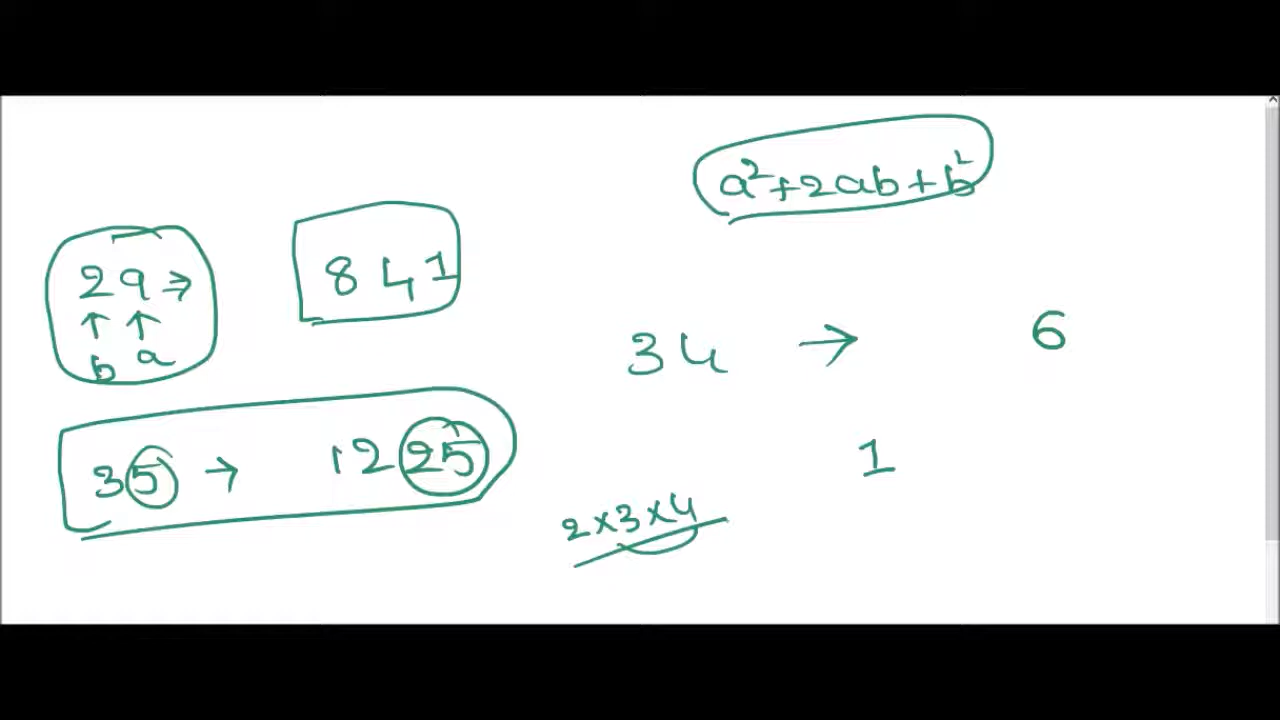 a²+2ab+b²
29⇒
841
b a
34 → 6
35 → 1225
1
2×3×4